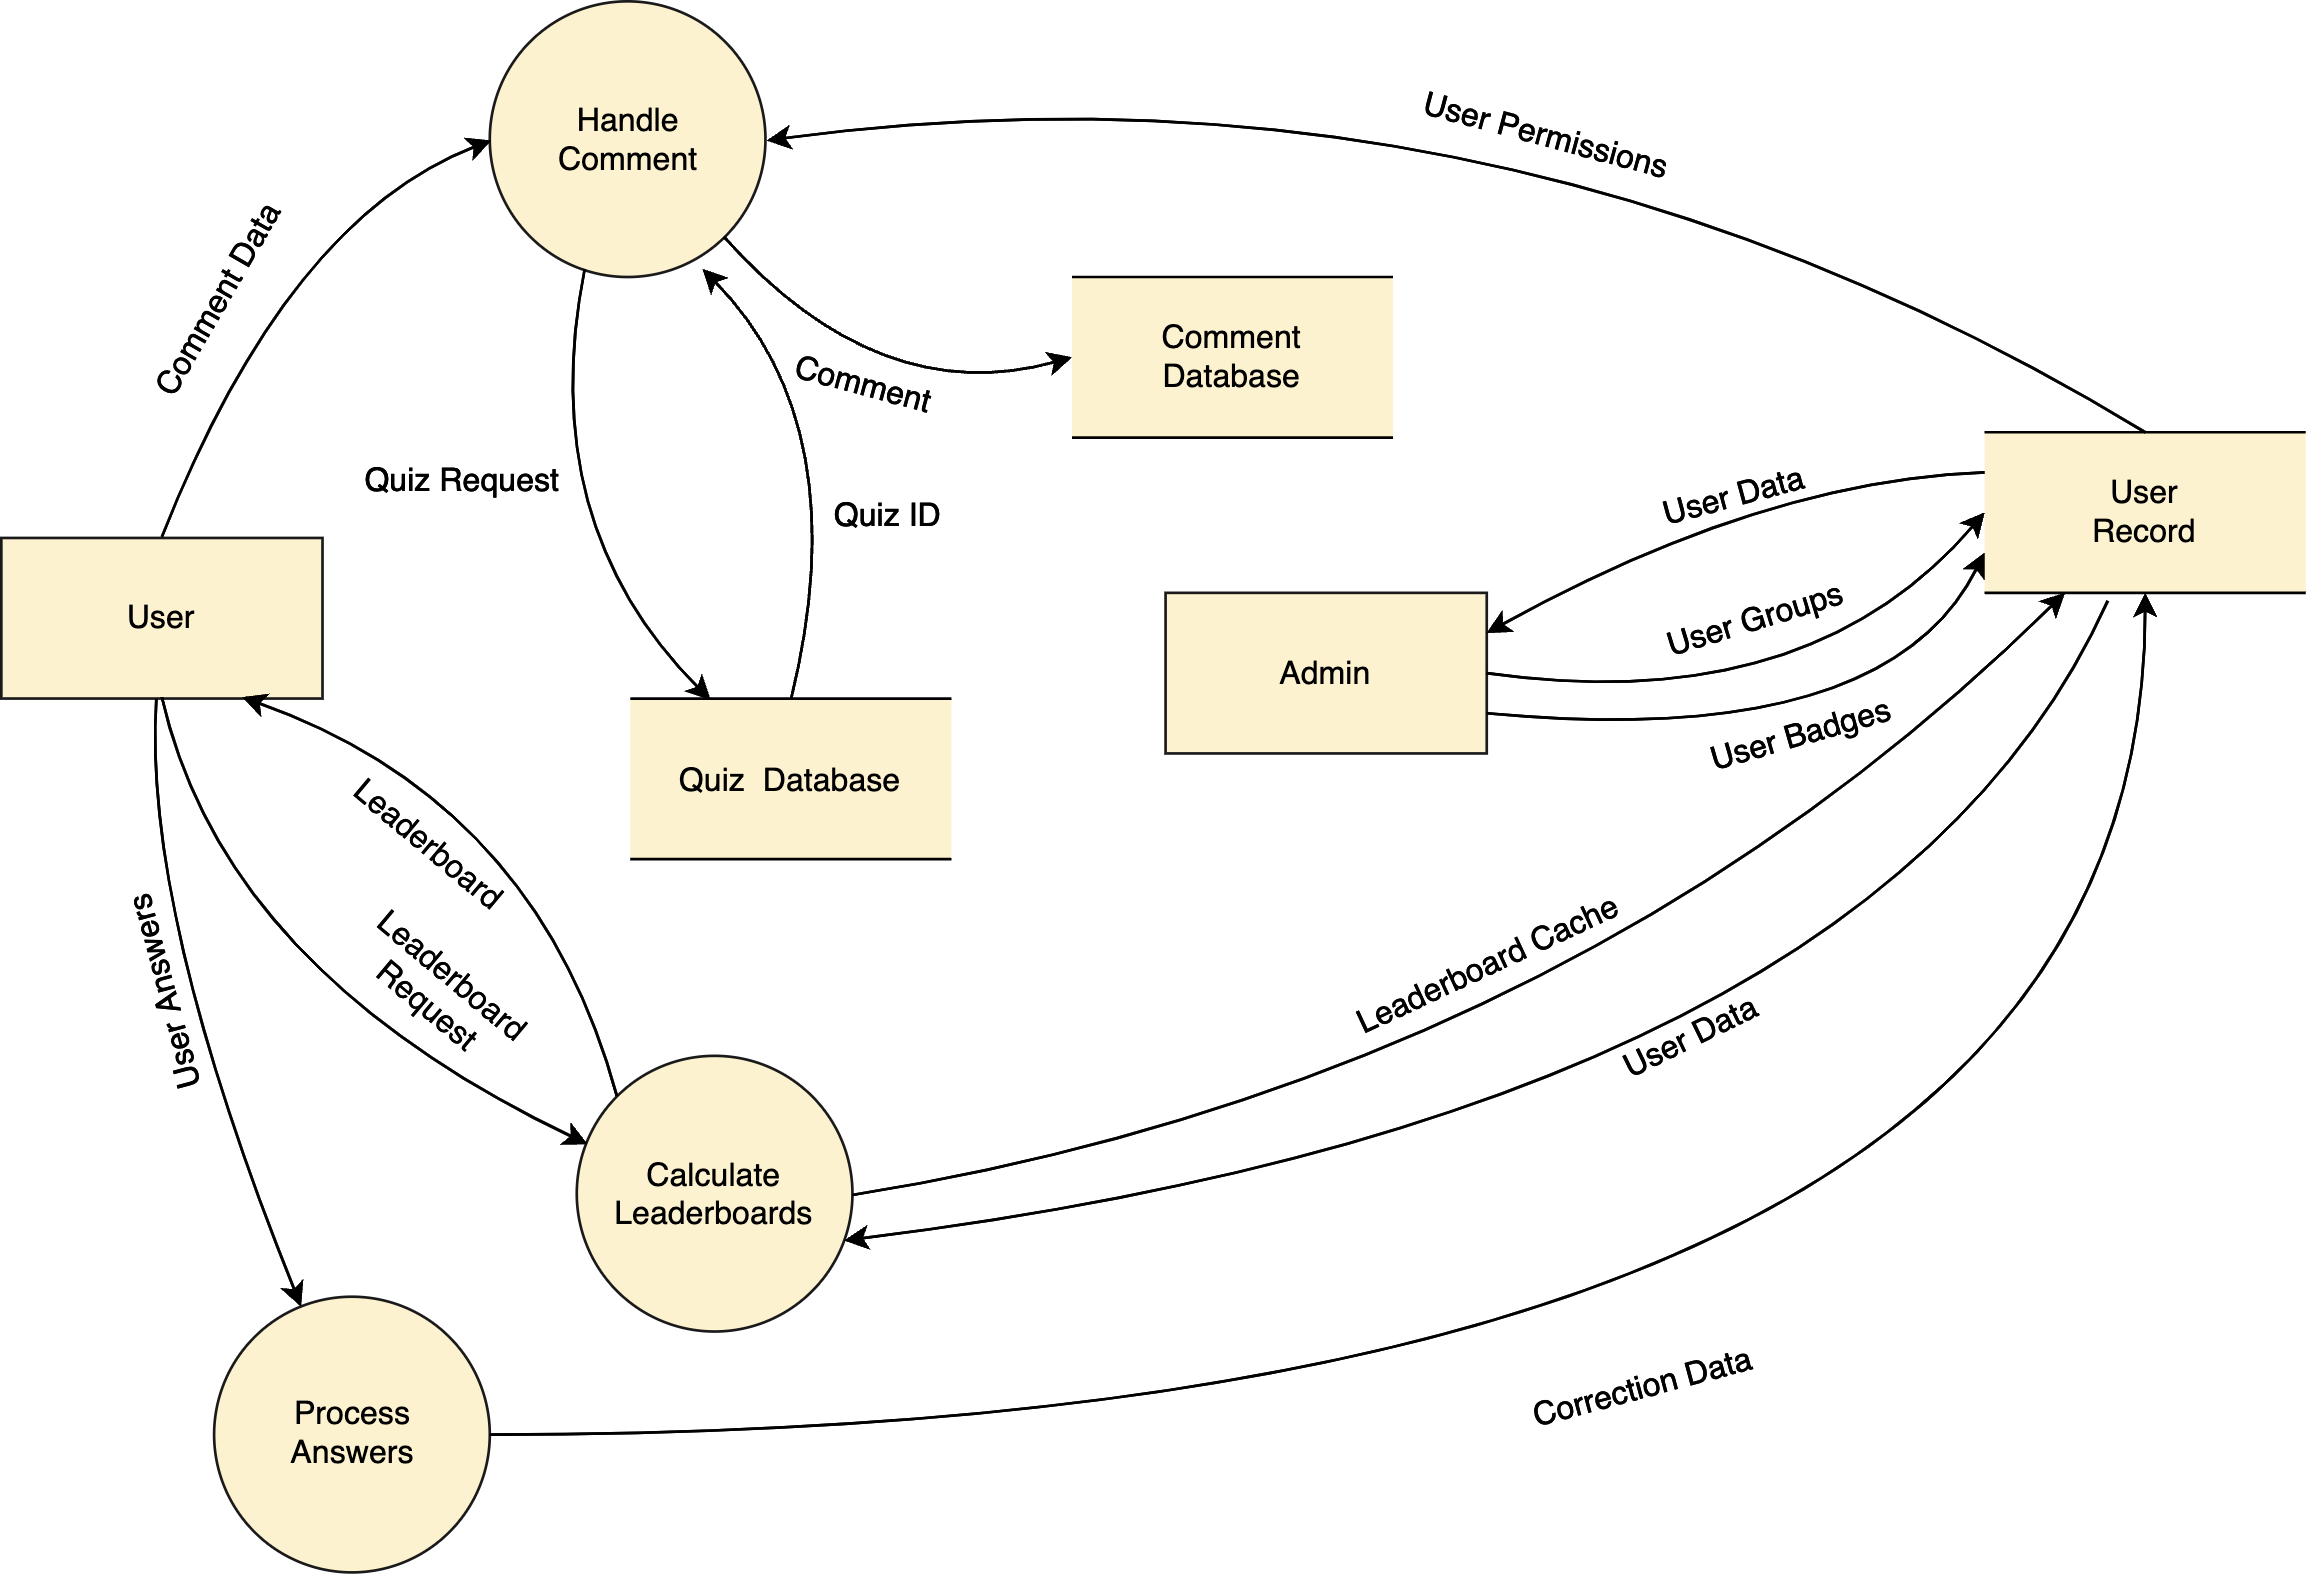 Handle
Comment
User Permissions
Comment Data
Comment
Database
Comment
Quiz Request
Quiz ID
User Data
User
Record
User Groups
User
Admin
User Badges
Quiz  Database
Leaderboard
Leaderboard
Request
User Answers
Leaderboard Cache
User Data
Calculate
Leaderboards
Correction Data
Process
Answers